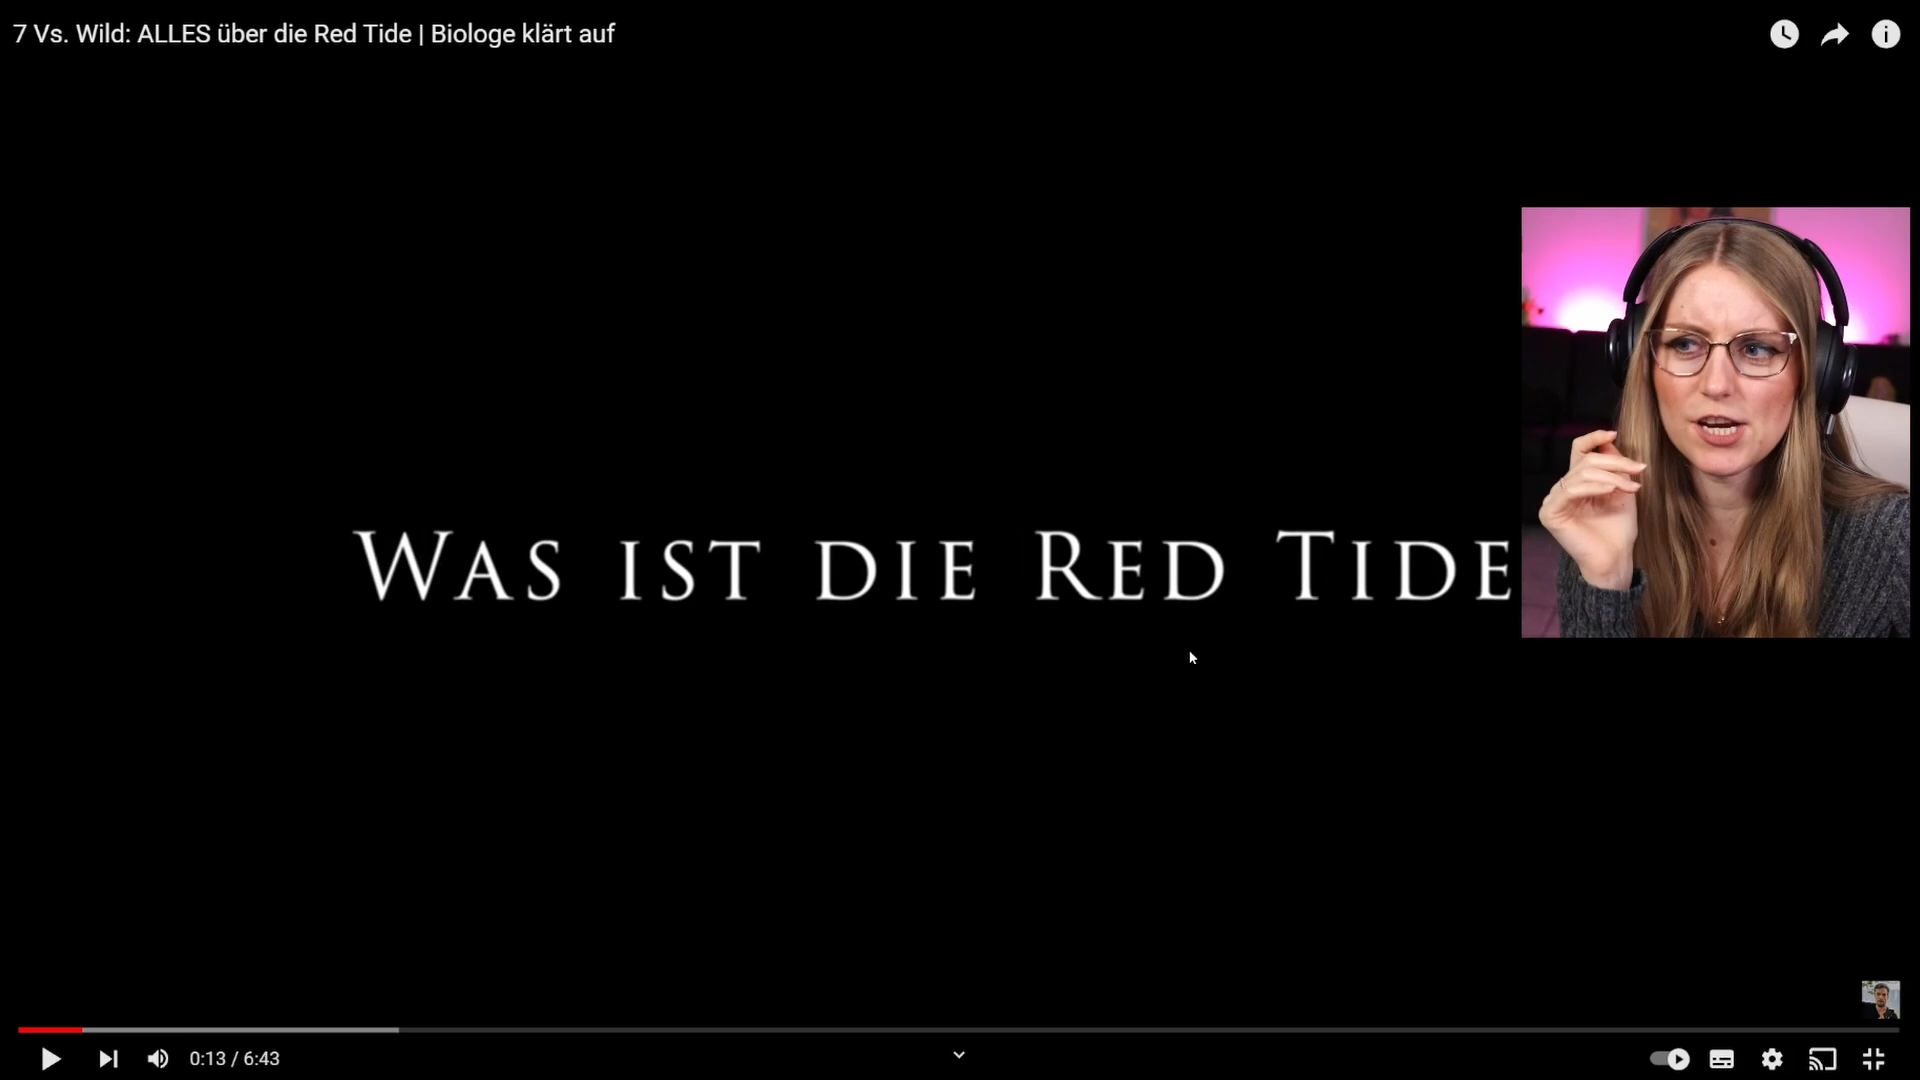 7 Vs. Wild: ALLES über die Red Tide | Biologe klärt auf
WAS IST DIE RED TIDE
0:13 / 6:43